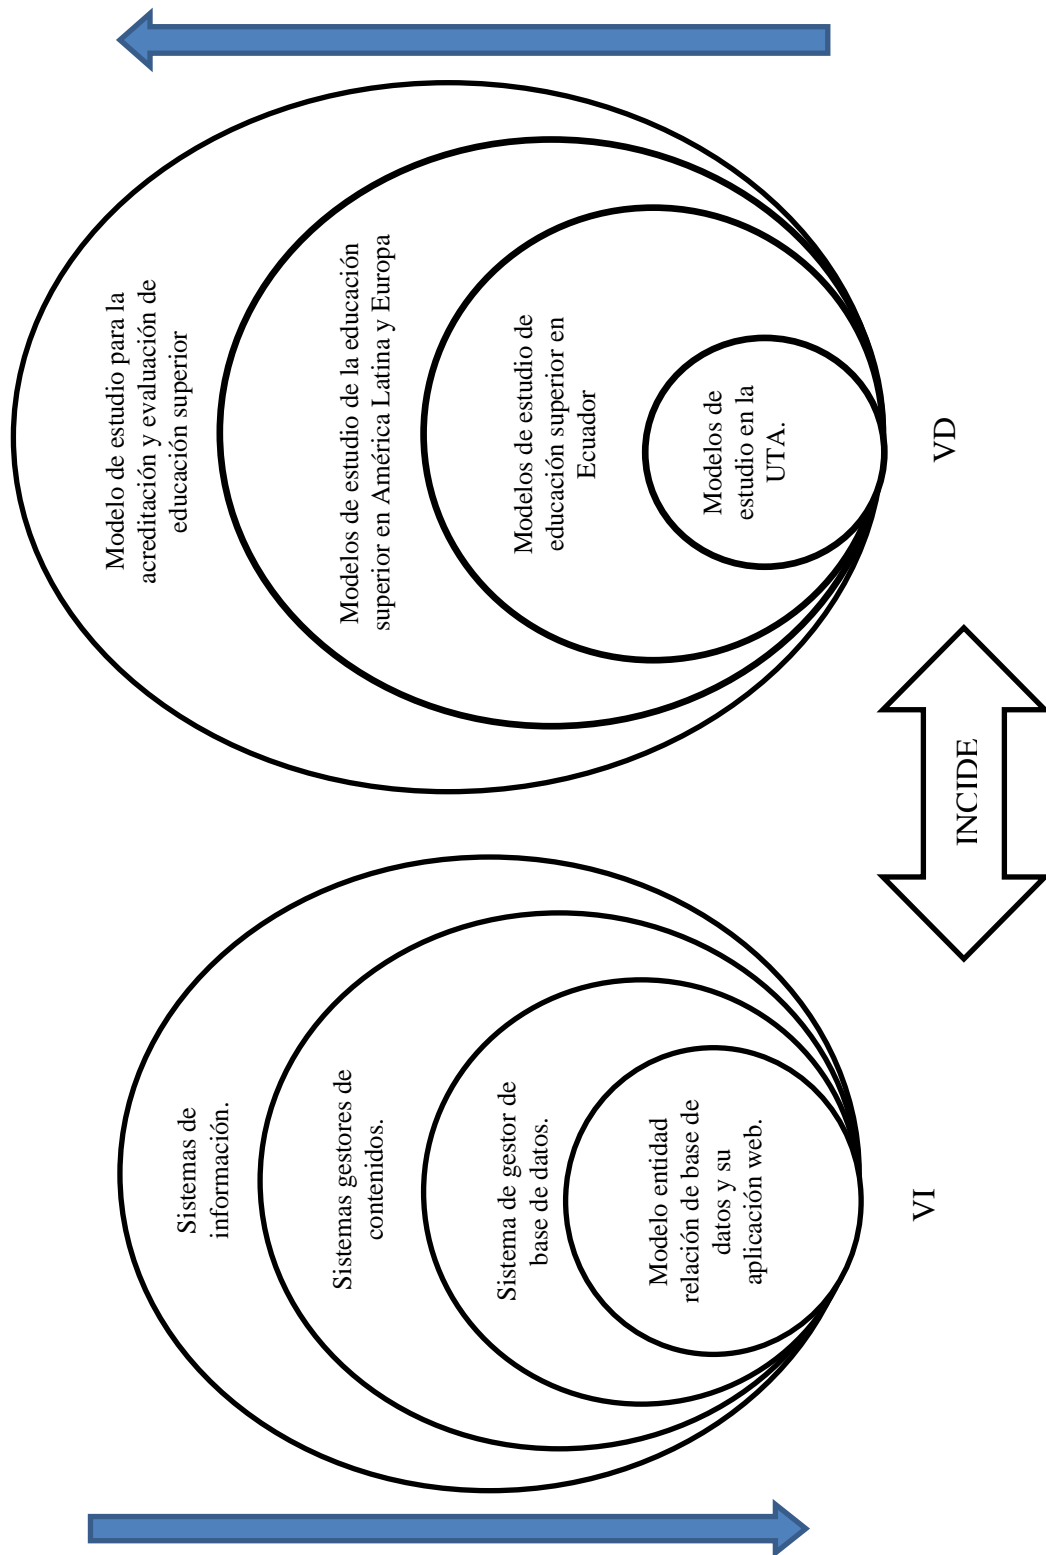 Sistemas de
información.
Sistemas gestores de
contenidos.
Sistema de gestor de
base de datos.
Modelo entidad
relación de base de
datos y su
aplicación web.
VI
INCIDE
Modelo de estudio para la
acreditación y evaluación de
educación superior
Modelos de estudio de la educación
superior en América Latina y Europa
Modelos de estudio de
educación superior en
Ecuador
Modelos de
estudio en la
UTA.
VD